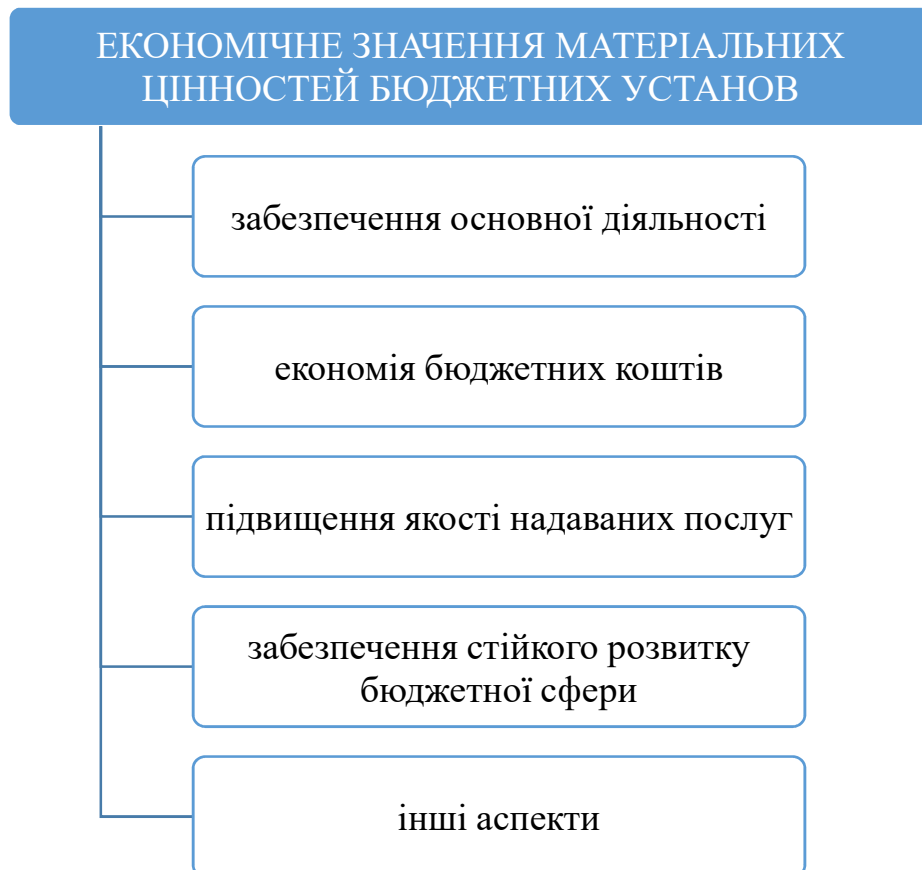 ЕКОНОМІЧНЕ ЗНАЧЕННЯ МАТЕРІАЛЬНИХ
ЦІННОСТЕЙ БЮДЖЕТНИХ УСТАНОВ
забезпечення основної діяльності
економія бюджетних коштів
підвищення якості надаваних послуг
забезпечення стійкого розвитку
бюджетної сфери
інші аспекти